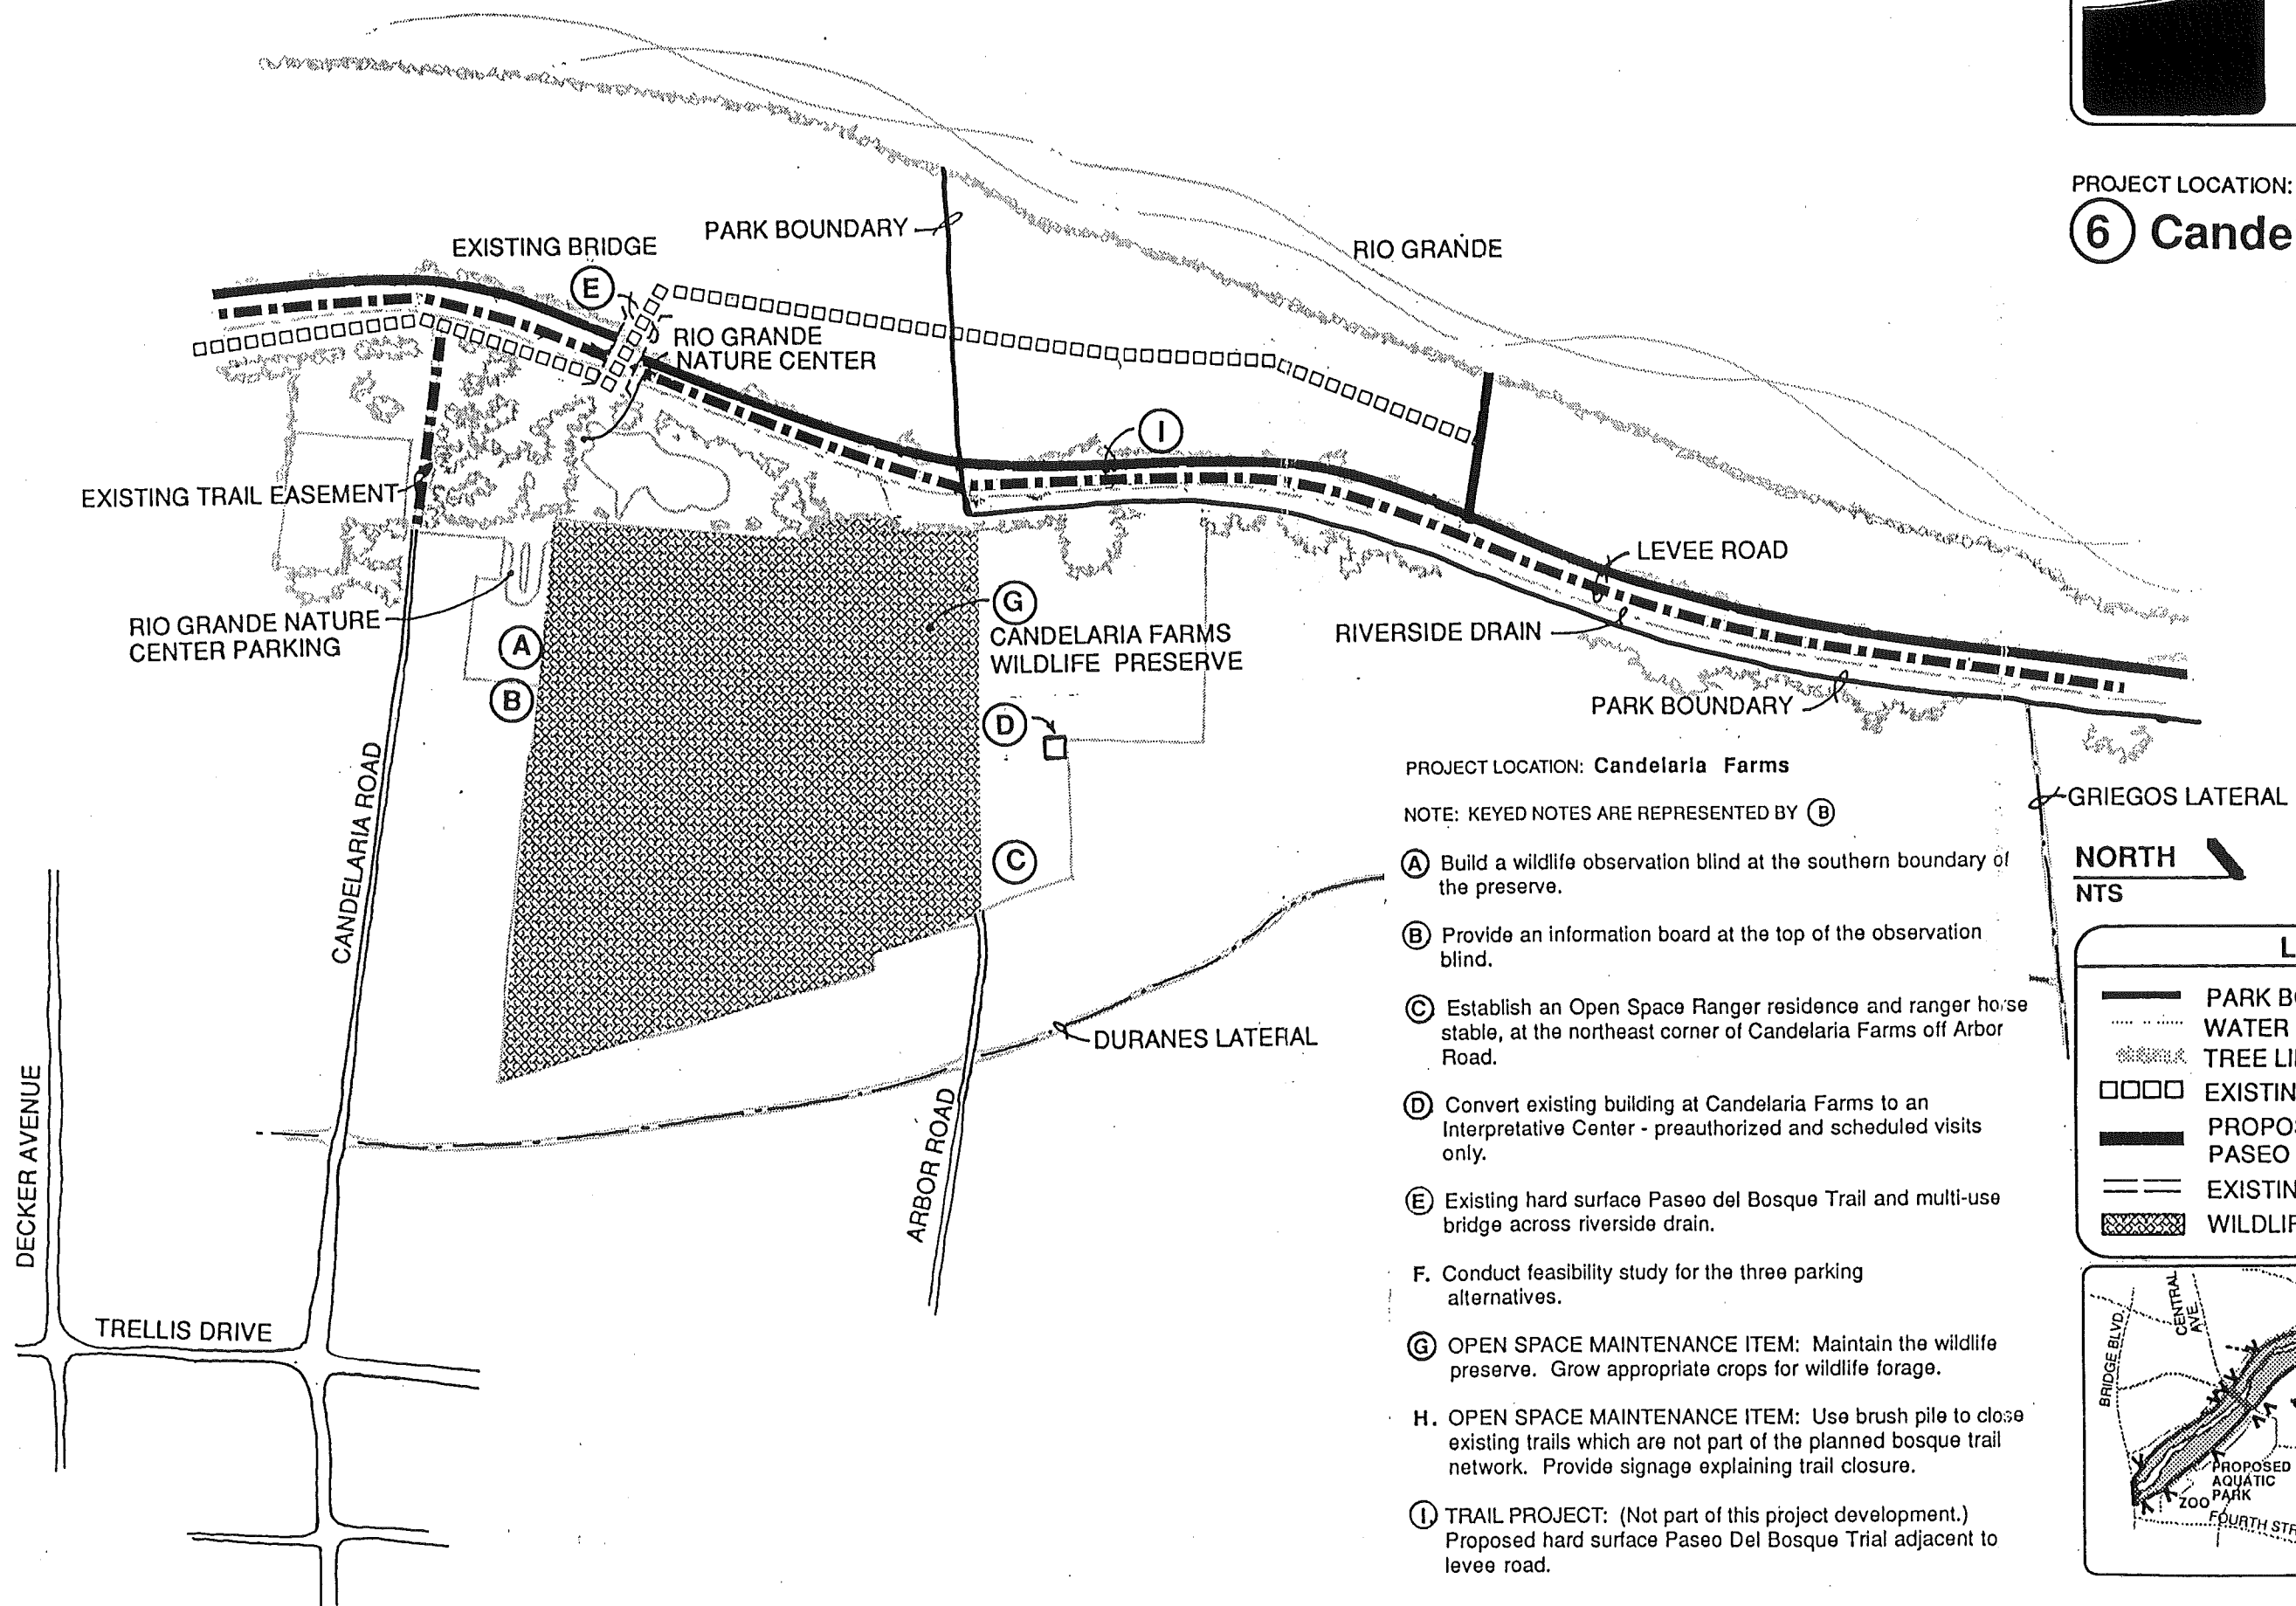 PROJECT LOCATION:
6 Cande
PARK BOUNDARY
EXISTING BRIDGE
E
RIO GRANDE
RIO GRANDE
NATURE CENTER
I
EXISTING TRAIL EASEMENT
LEVEE ROAD
G
RIO GRANDE NATURE
CENTER PARKING
A
CANDELARIA FARMS
WILDLIFE PRESERVE
RIVERSIDE DRAIN
B
D
PARK BOUNDARY
C
CANDELARIA ROAD
GRIEGOS LATERAL
NORTH
NTS
DURANES LATERAL
DECKER AVENUE
ARBOR ROAD
TRELLIS DRIVE
PROJECT LOCATION: Candelaria Farms
NOTE: KEYED NOTES ARE REPRESENTED BY B
A Build a wildlife observation blind at the southern boundary of
the preserve.
B Provide an information board at the top of the observation
blind.
C Establish an Open Space Ranger residence and ranger horse
stable, at the northeast corner of Candelaria Farms off Arbor
Road.
D Convert existing building at Candelaria Farms to an
Interpretative Center - preauthorized and scheduled visits
only.
E Existing hard surface Paseo del Bosque Trail and multi-use
bridge across riverside drain.
F. Conduct feasibility study for the three parking
alternatives.
G OPEN SPACE MAINTENANCE ITEM: Maintain the wildlife
preserve. Grow appropriate crops for wildlife forage.
H. OPEN SPACE MAINTENANCE ITEM: Use brush pile to close
existing trails which are not part of the planned bosque trail
network. Provide signage explaining trail closure.
I TRAIL PROJECT: (Not part of this project development.)
Proposed hard surface Paseo Del Bosque Trial adjacent to
levee road.
L
PARK B
WATER
TREE LI
EXISTIN
PROPO
PASEO
EXISTIN
WILDLIF
BRIDGE BLVD.
CENTRAL
AVE.
PROPOSED
AQUATIC
PARK
ZOO
FOURTH STR